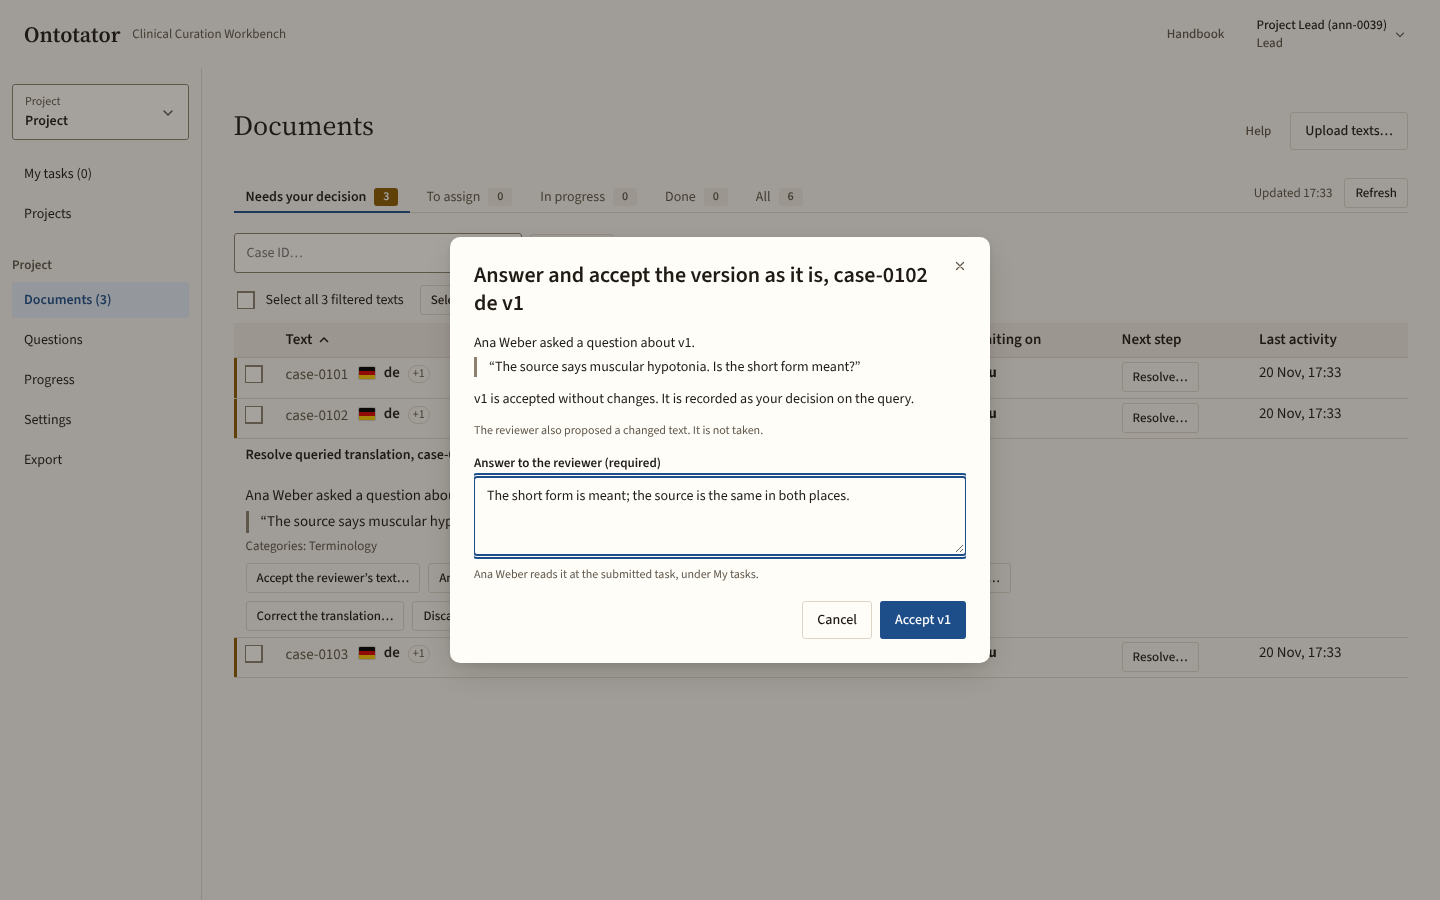 Ontotator Clinical Curation Workbench
Handbook
Project Lead (ann-0039)
Lead
Project
Project
My tasks (0)
Projects
Project
Documents (3)
Questions
Progress
Settings
Export
Documents
Help
Upload texts…
Needs your decision 3 To assign 0 In progress 0 Done 0 All 6
Updated 17:33 Refresh
Case ID…
Select all 3 filtered texts
Text Next step Last activity
case-0101 de +1 Resolve… 20 Nov, 17:33
case-0102 de +1 Resolve… 20 Nov, 17:33
Resolve queried translation,
Ana Weber asked a question
“The source says muscular
Categories: Terminology
Accept the reviewer’s text…
Correct the translation…
case-0103 de +1 Resolve… 20 Nov, 17:33
Answer and accept the version as it is, case-0102
de v1
×
Ana Weber asked a question about v1.
“The source says muscular hypotonia. Is the short form meant?”
v1 is accepted without changes. It is recorded as your decision on the query.
The reviewer also proposed a changed text. It is not taken.
Answer to the reviewer (required)
The short form is meant; the source is the same in both places.
Ana Weber reads it at the submitted task, under My tasks.
Cancel Accept v1